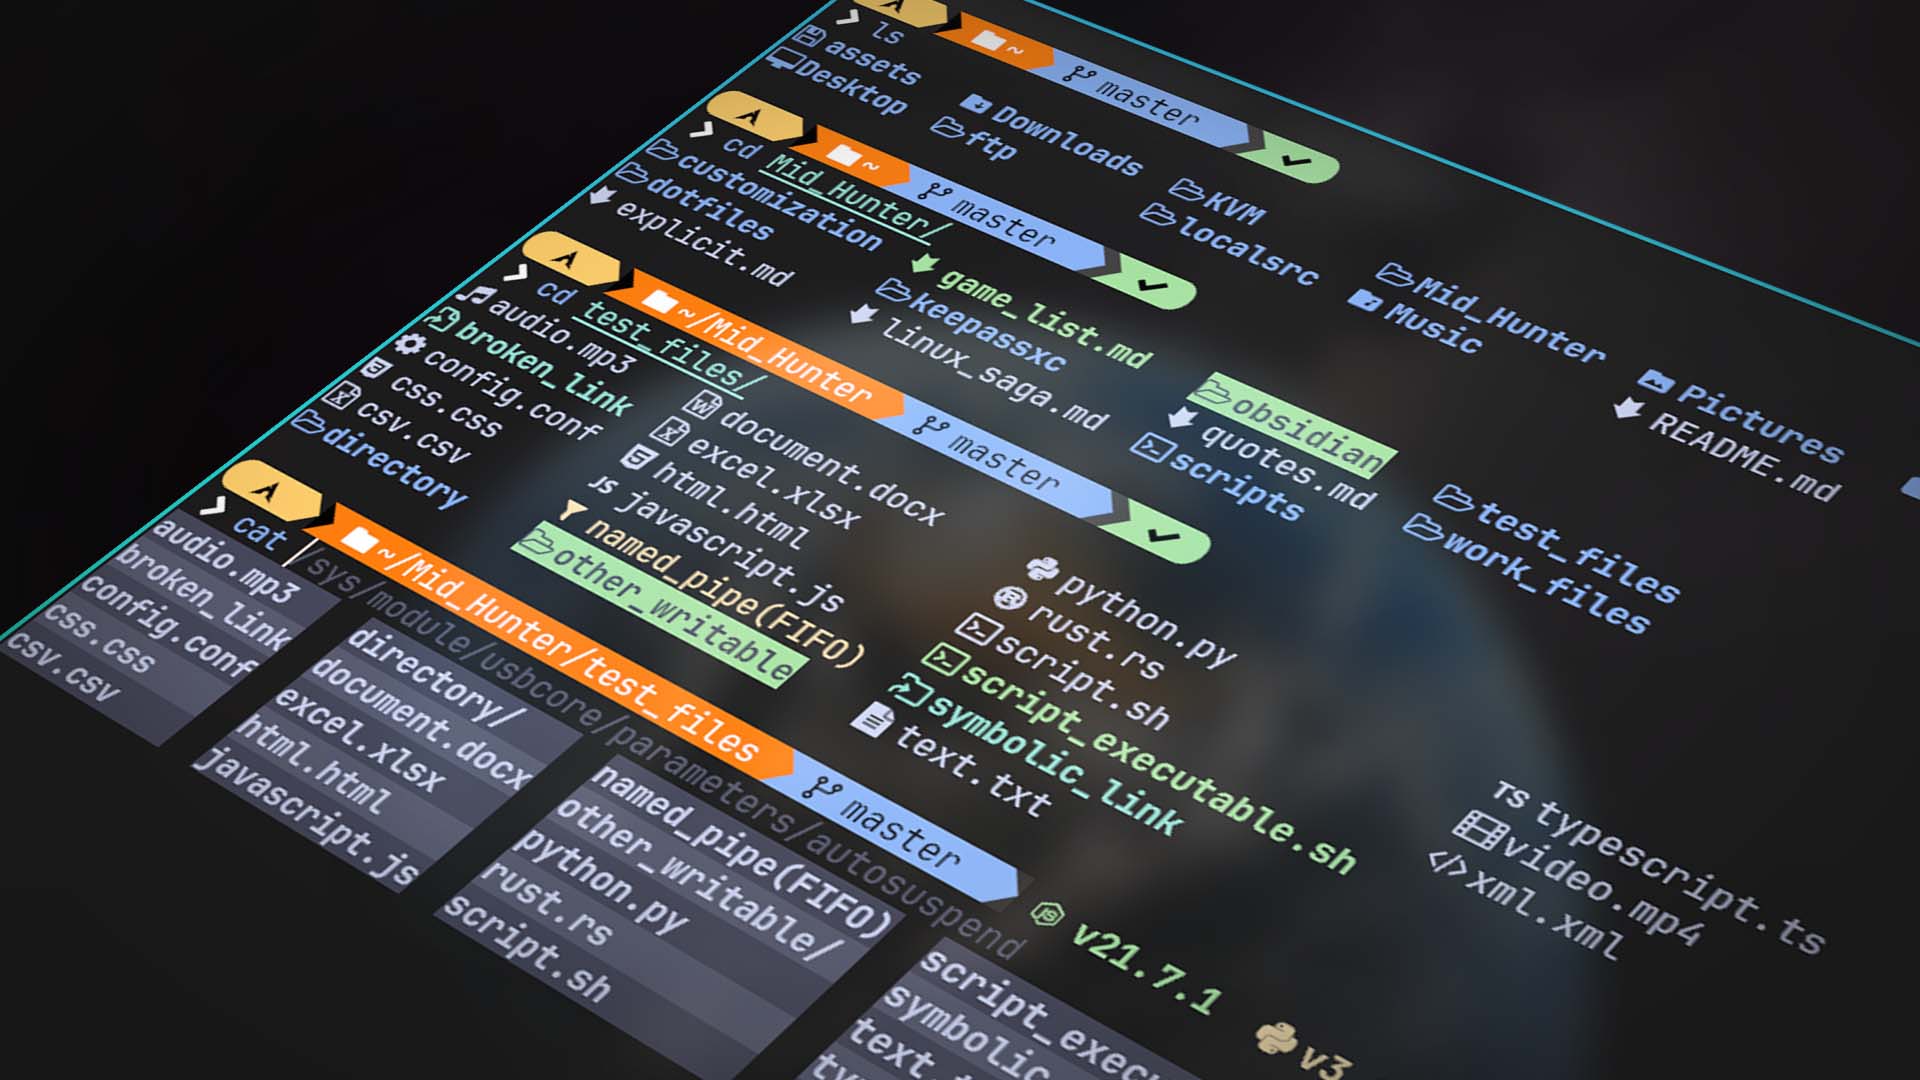 ~ master
ls
assets Downloads KVM Mid_Hunter Pictures
Desktop ftp localsrc Music README.md
~ master
cd Mid_Hunter/
customization game_list.md obsidian test_files
dotfiles keepassxc quotes.md work_files
explicit.md linux_saga.md scripts
~/Mid_Hunter master
cd test_files/
audio.mp3 document.docx python.py TS typescript.ts
broken_link excel.xlsx rust.rs video.mp4
config.conf html.html script.sh </> xml.xml
css.css JS javascript.js script_executable.sh
csv.csv named_pipe(FIFO) symbolic_link
directory other_writable text.txt
~/Mid_Hunter/test_files master JS v21.7.1 v3
cat /sys/module/usbcore/parameters/autosuspend
audio.mp3 directory/ named_pipe(FIFO)
broken_link document.docx other_writable/
config.conf excel.xlsx python.py
css.css html.html rust.rs
csv.csv javascript.js script.sh